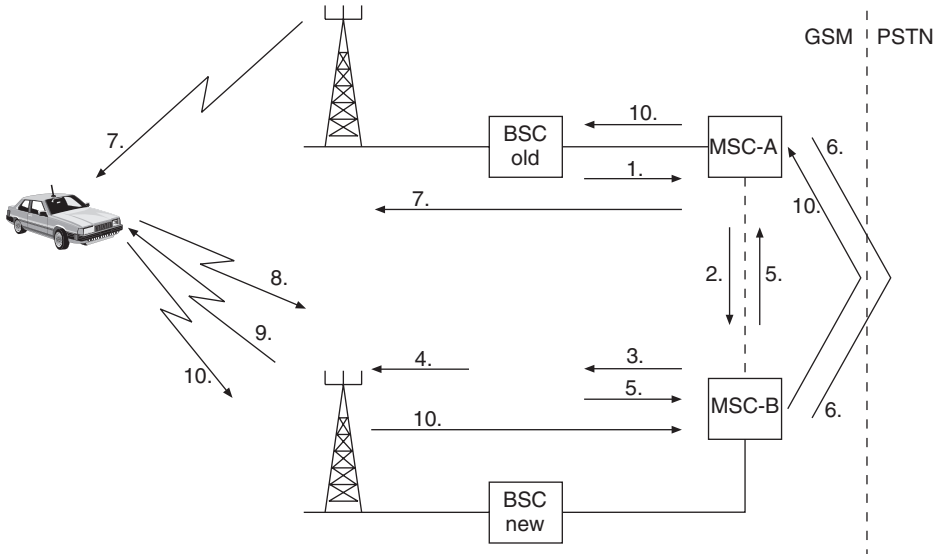 GSM
PSTN
10.
BSC
old
MSC-A
6.
7.
1.
10.
7.
8.
2.
5.
9.
4.
3.
10.
5.
MSC-B
6.
10.
BSC
new